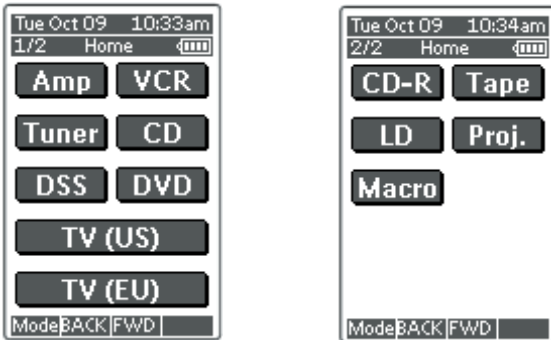 Tue Oct 09 10:33am
1/2 Home
Amp VCR
Tuner CD
DSS DVD
TV (US)
TV (EU)
Mode BACK FWD
Tue Oct 09 10:34am
2/2 Home
CD-R Tape
LD Proj.
Macro
Mode BACK FWD